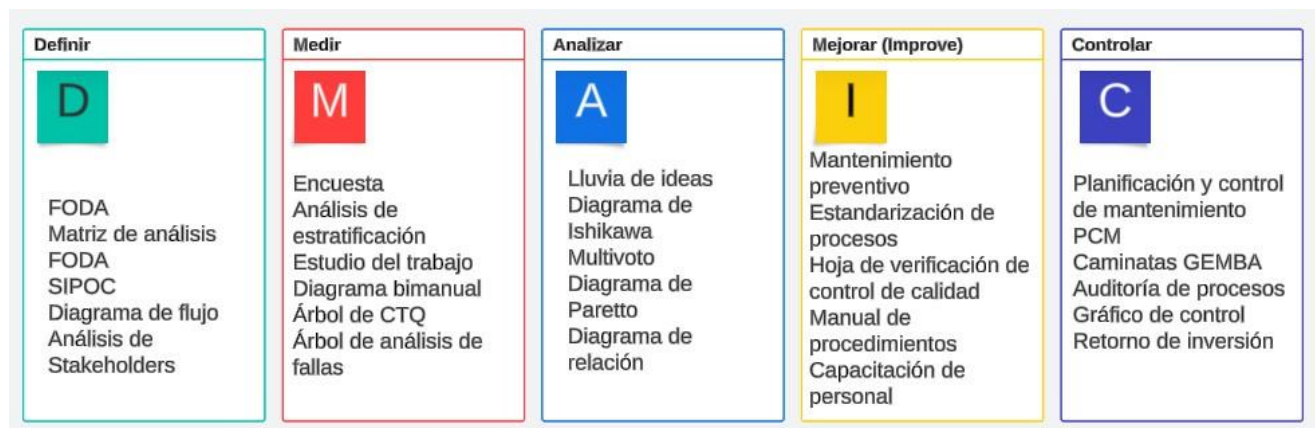 Definir
D
FODA
Matriz de análisis
FODA
SIPOC
Diagrama de flujo
Análisis de
Stakeholders
Medir
M
Encuesta
Análisis de
estratificación
Estudio del trabajo
Diagrama bimanual
Árbol de CTQ
Árbol de análisis de
fallas
Analizar
A
Lluvia de ideas
Diagrama de
Ishikawa
Multivoto
Diagrama de
Paretto
Diagrama de
relación
Mejorar (Improve)
I
Mantenimiento
preventivo
Estandarización de
procesos
Hoja de verificación de
control de calidad
Manual de
procedimientos
Capacitación de
personal
Controlar
C
Planificación y control
de mantenimiento
PCM
Caminatas GEMBA
Auditoría de procesos
Gráfico de control
Retorno de inversión